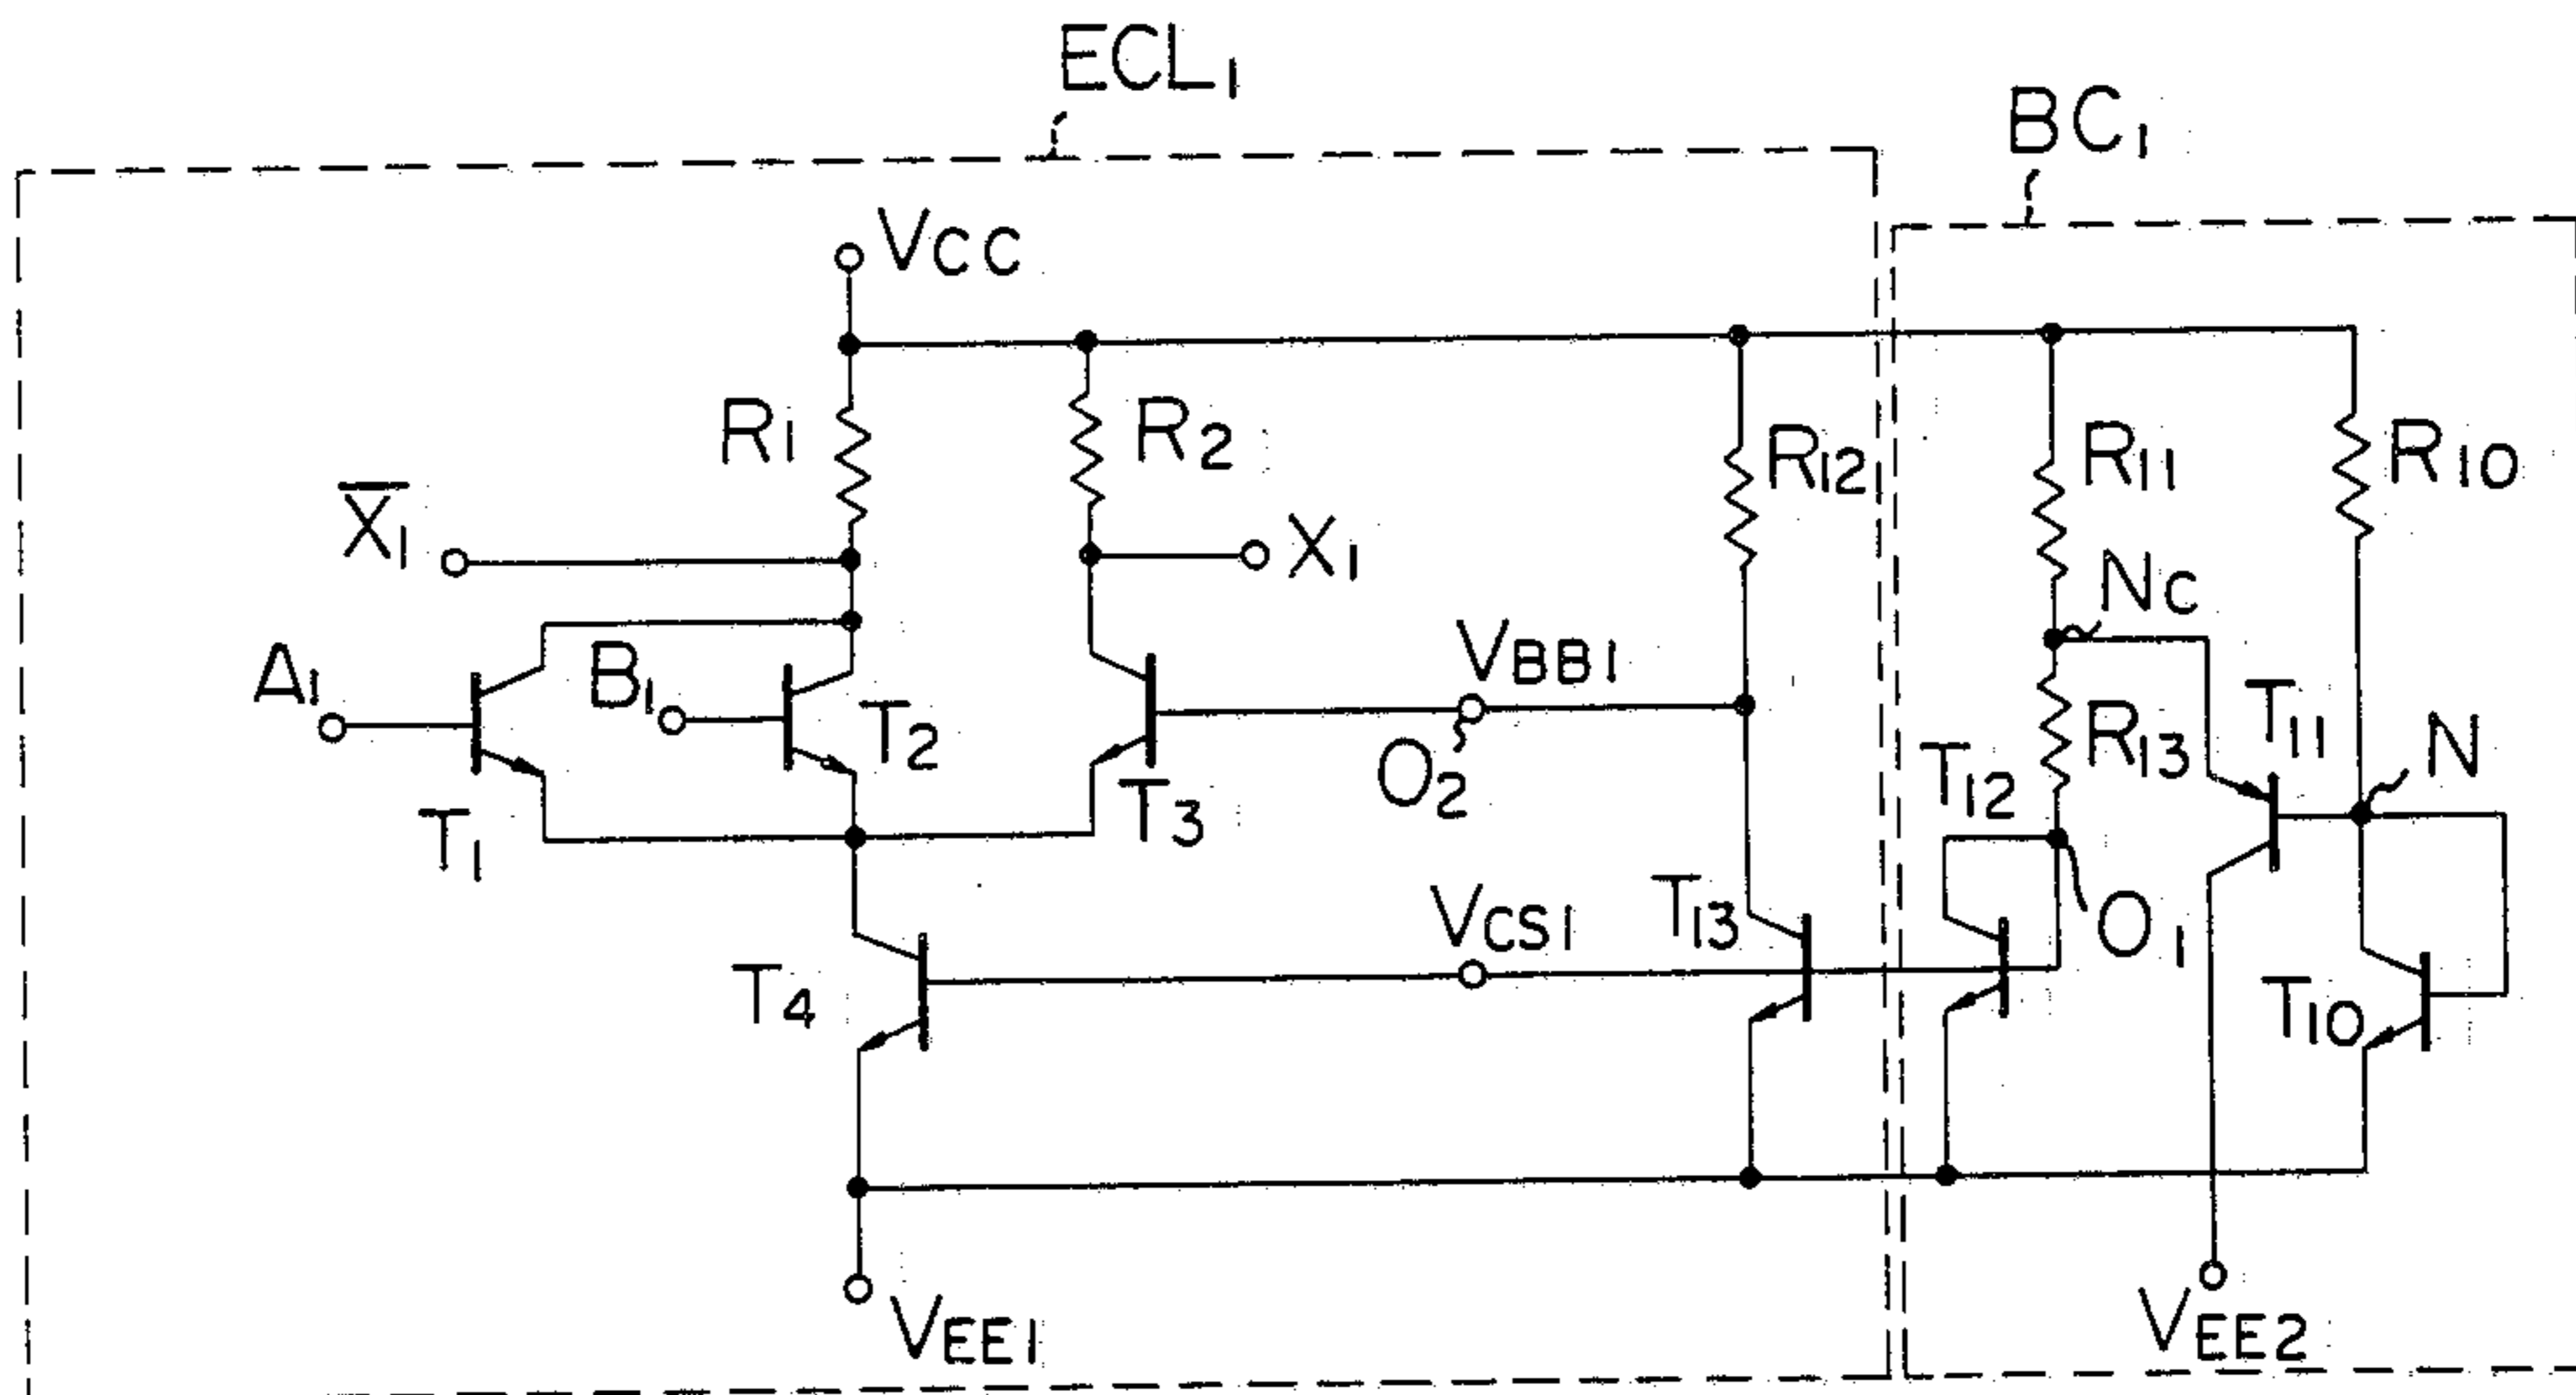 ECL₁
BC₁
VCC
R₁
R₂
R₁₂
R₁₁
R₁₀
X̅₁
X₁
NC
A₁
B₁
T₂
VBB1
T₁₁
R₁₃
N
T₁
T₃
O₂
T₁₂
VCS1
T₁₃
O₁
T₄
T₁₀
VEE1
VEE2